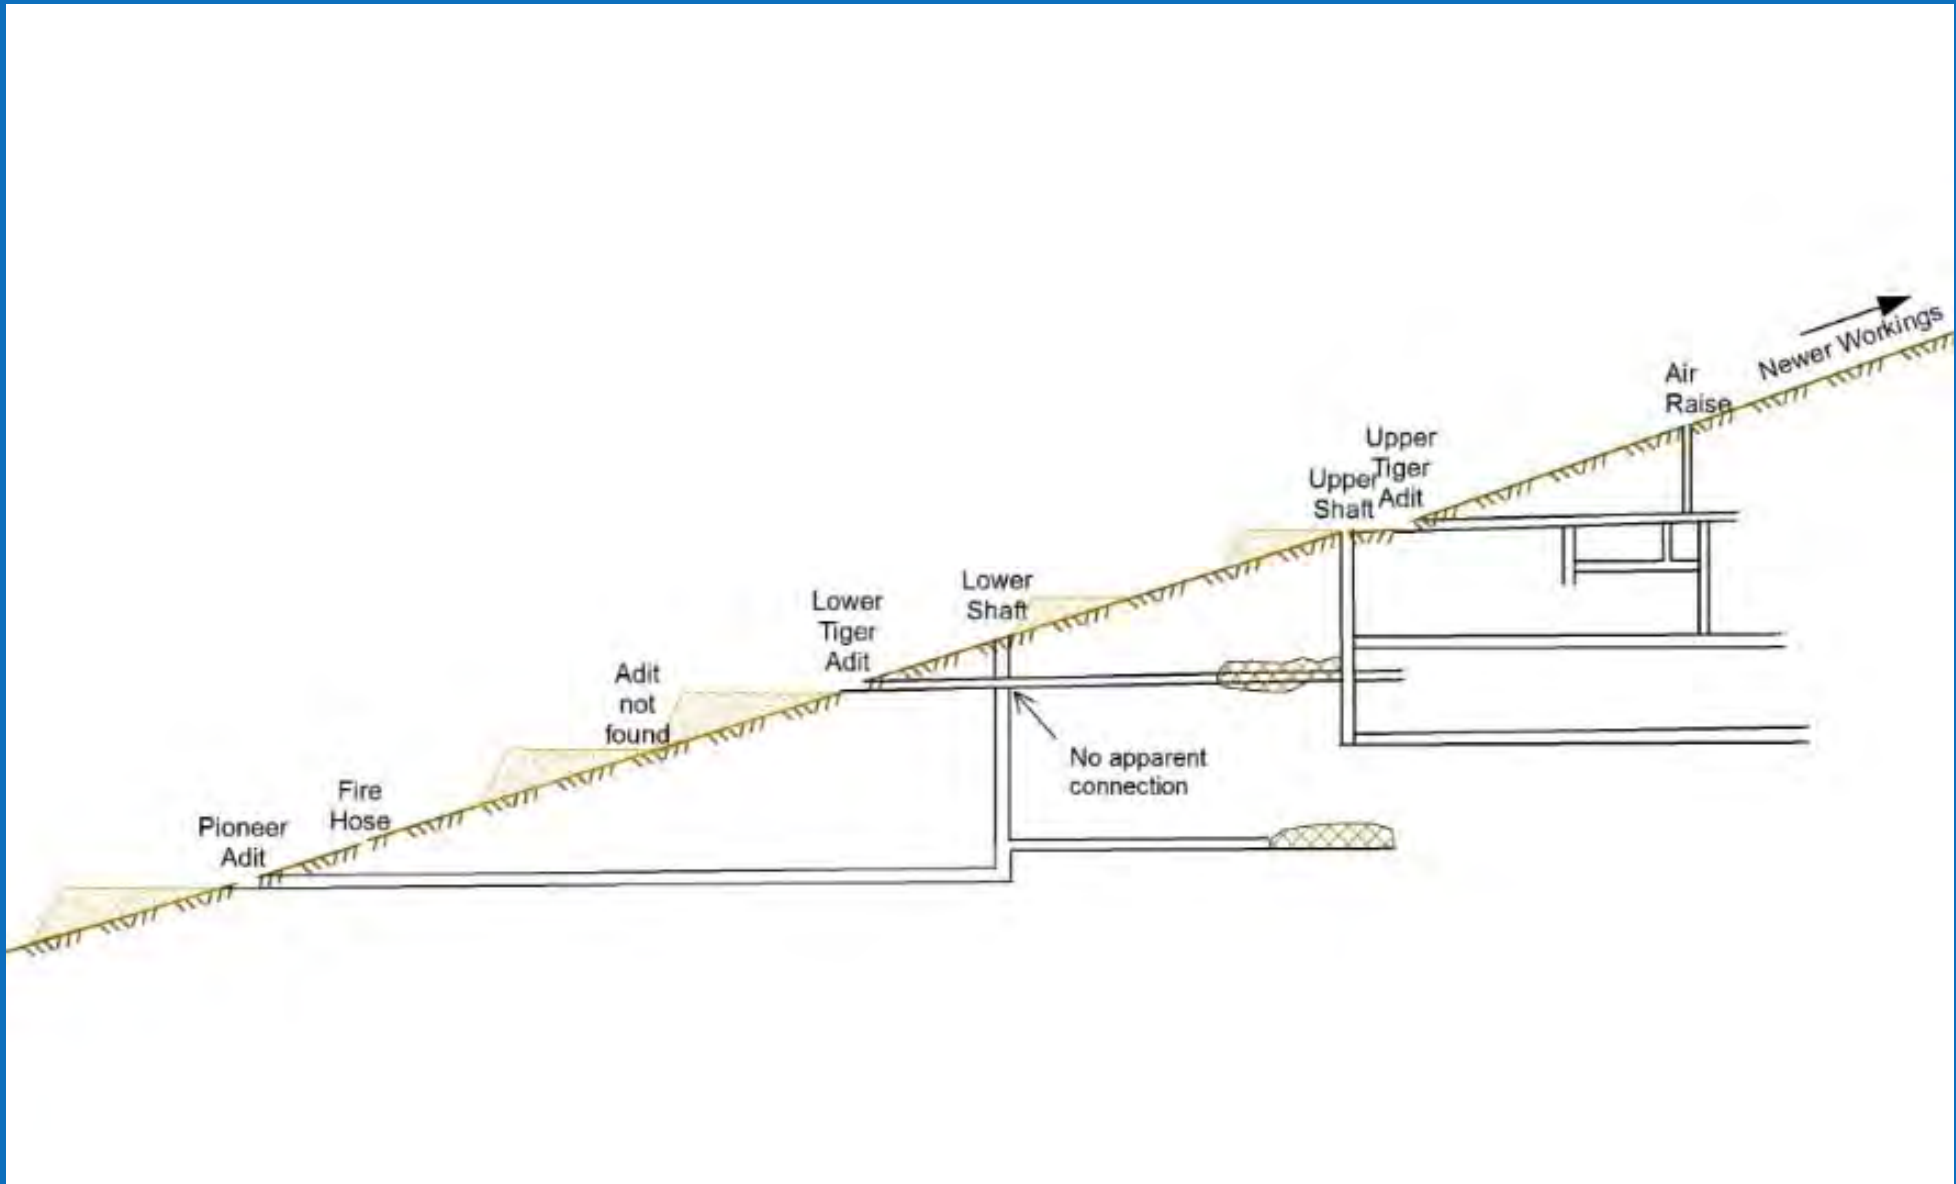 Newer Workings
Air
Raise
Upper
Tiger
Adit
Upper
Shaft
Lower
Shaft
Lower
Tiger
Adit
Adit
not
found
No apparent
connection
Fire
Hose
Pioneer
Adit